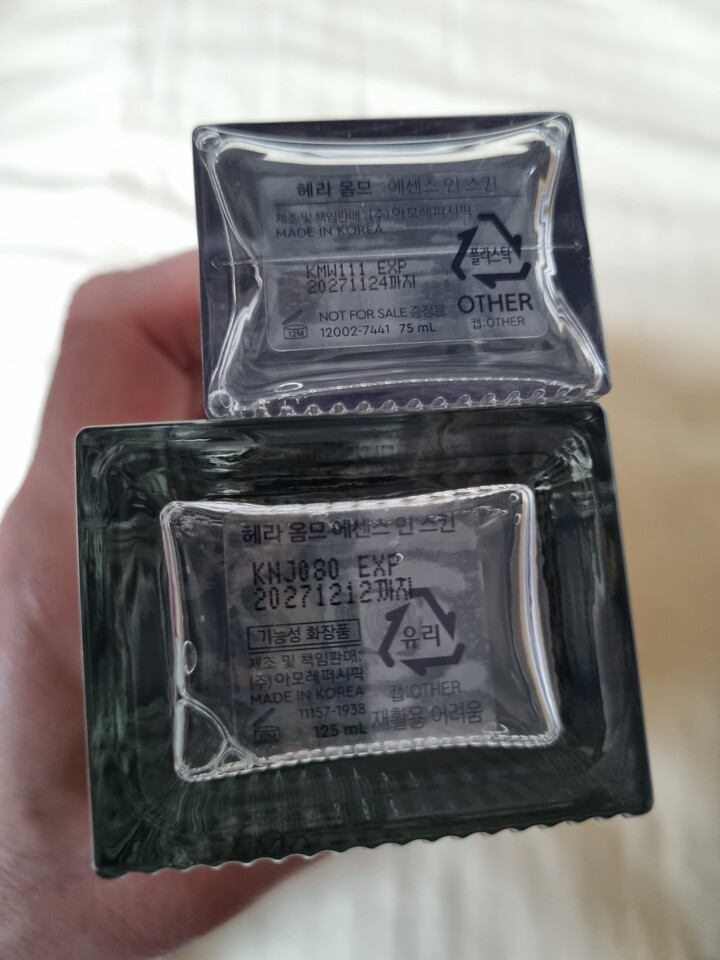 헤라 옴므 에센스 인 스킨
제조 및 책임판매: (주)아모레퍼시픽
MADE IN KOREA
KMW111 EXP
20271124까지
플라스틱
OTHER
캡:OTHER
NOT FOR SALE 증정용
12M
12002-7441 75 mL
헤라 옴므 에센스 인 스킨
KNJ080 EXP
20271212까지
기능성 화장품
유리
제조 및 책임판매:
(주)아모레퍼시픽
MADE IN KOREA
캡:OTHER
11157-1938
재활용 어려움
125 mL